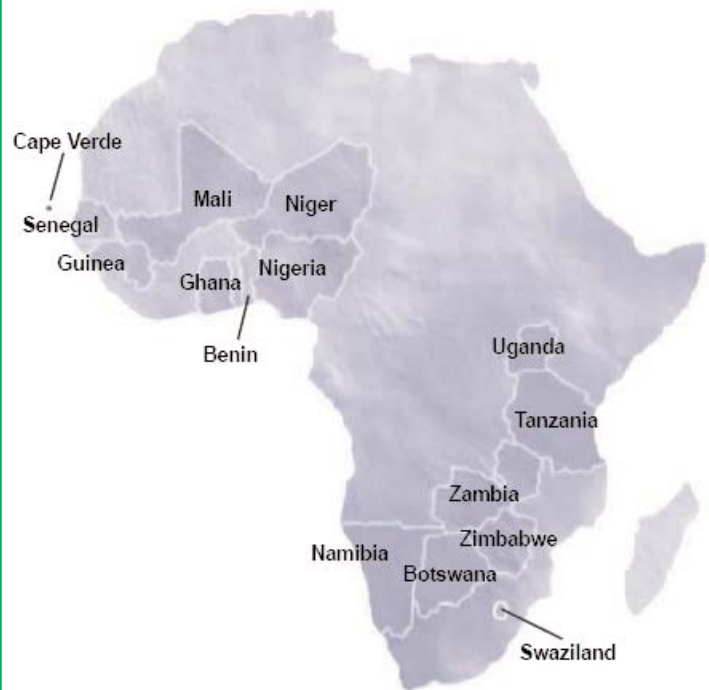 Cape Verde
Mali
Niger
Senegal
Guinea
Ghana
Nigeria
Benin
Uganda
Tanzania
Zambia
Zimbabwe
Namibia
Botswana
Swaziland